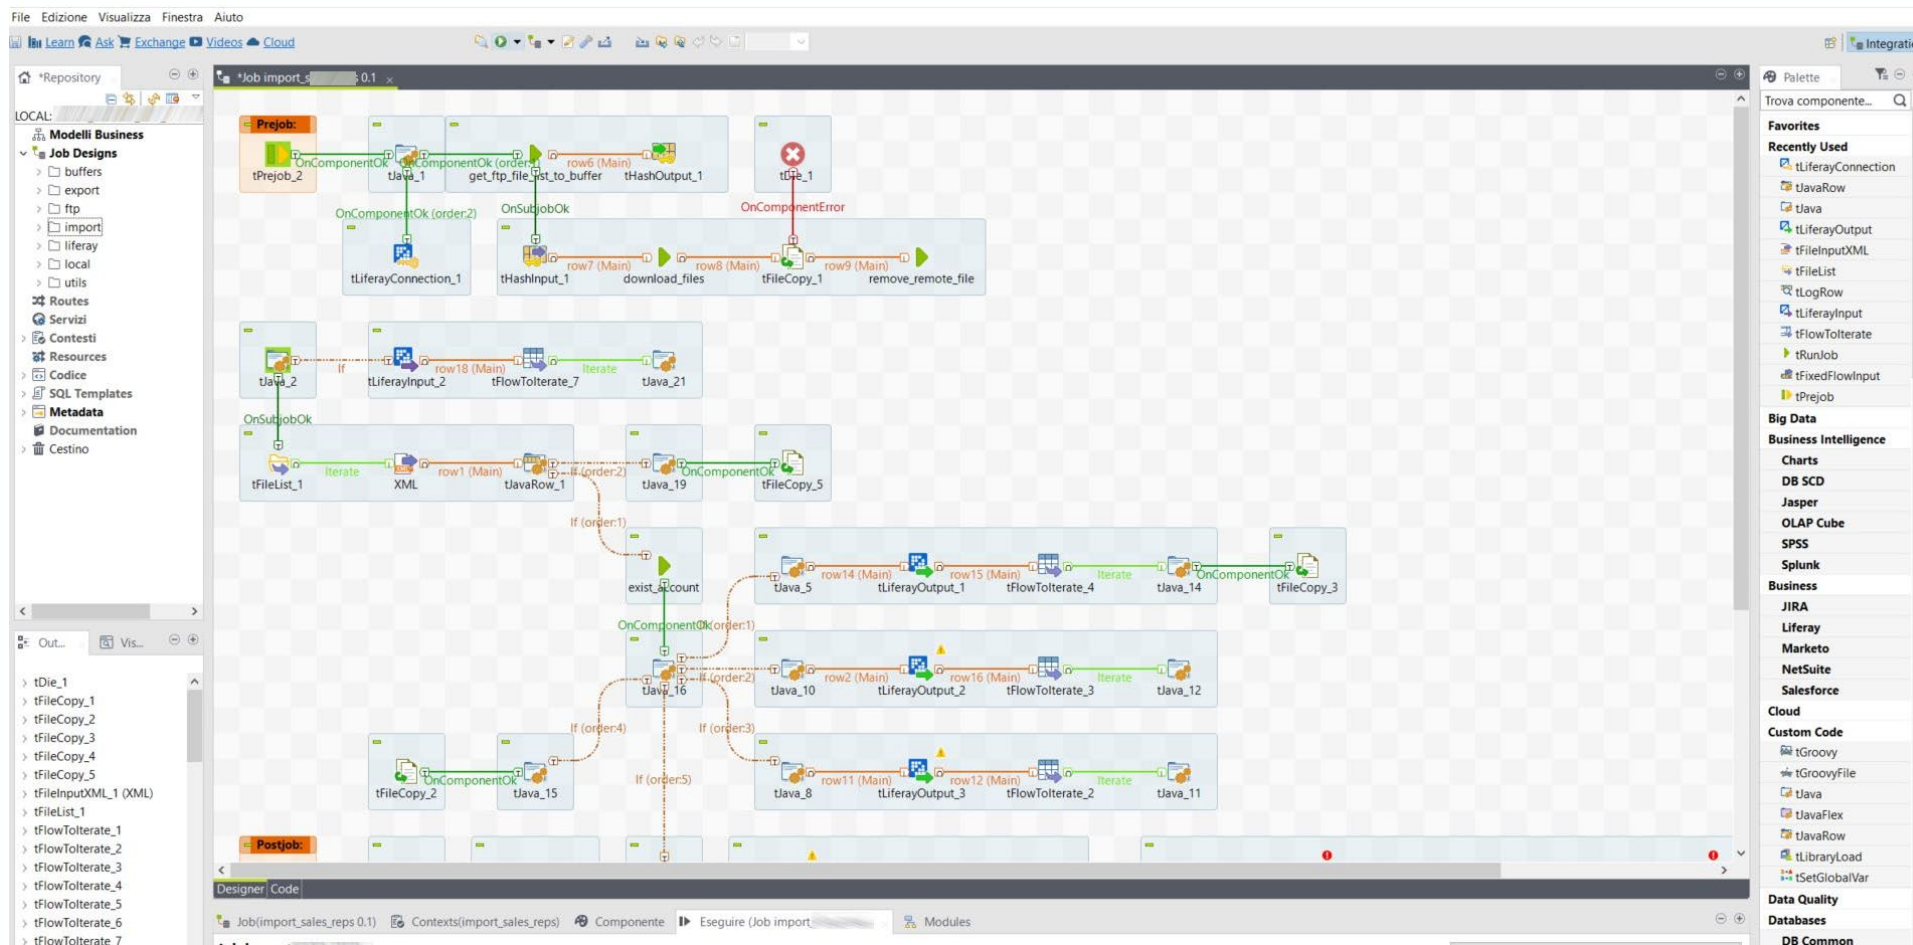 File Edizione Visualizza Finestra Aiuto
Learn Ask Exchange Videos Cloud
Integrati
*Repository
LOCAL:
Modelli Business
Job Designs
buffers
export
ftp
import
liferay
local
utils
Routes
Servizi
Contesti
Resources
Codice
SQL Templates
Metadata
Documentation
Cestino
Out...
Vis...
tDie_1
tFileCopy_1
tFileCopy_2
tFileCopy_3
tFileCopy_4
tFileCopy_5
tFileInputXML_1 (XML)
tFileList_1
tFlowToIterate_1
tFlowToIterate_2
tFlowToIterate_3
tFlowToIterate_4
tFlowToIterate_5
tFlowToIterate_6
tFlowToIterate_7
*Job import_s 0.1
Prejob:
OnComponentOk OnComponentOk (order:1) row6 (Main)
tPrejob_2 tJava_1 get_ftp_file_list_to_buffer tHashOutput_1 tDie_1
OnComponentOk (order:2) OnSubjobOk OnComponentError
row7 (Main) row8 (Main) row9 (Main)
tLiferayConnection_1 tHashInput_1 download_files tFileCopy_1 remove_remote_file
If row18 (Main) Iterate
tJava_2 tLiferayInput_2 tFlowToIterate_7 tJava_21
OnSubjobOk
Iterate row1 (Main) If (order:2) OnComponentOk
tFileList_1 XML tJavaRow_1 tJava_19 tFileCopy_5
If (order:1)
row14 (Main) row15 (Main) Iterate OnComponentOk
exist_account tJava_5 tLiferayOutput_1 tFlowToIterate_4 tJava_14 tFileCopy_3
OnComponentOk If (order:1)
If (order:2) row2 (Main) row16 (Main) Iterate
tJava_16 tJava_10 tLiferayOutput_2 tFlowToIterate_3 tJava_12
If (order:4) If (order:3)
OnComponentOk If (order:5) row11 (Main) row12 (Main) Iterate
tFileCopy_2 tJava_15 tJava_8 tLiferayOutput_3 tFlowToIterate_2 tJava_11
Postjob:
Designer Code
Job(import_sales_reps 0.1) Contexts(import_sales_reps) Componente Eseguire (Job import Modules
Palette
Trova componente...
Favorites
Recently Used
tLiferayConnection
tJavaRow
tJava
tLiferayOutput
tFileInputXML
tFileList
tLogRow
tLiferayInput
tFlowToIterate
tRunJob
tFixedFlowInput
tPrejob
Big Data
Business Intelligence
Charts
DB SCD
Jasper
OLAP Cube
SPSS
Splunk
Business
JIRA
Liferay
Marketo
NetSuite
Salesforce
Cloud
Custom Code
tGroovy
tGroovyFile
tJava
tJavaFlex
tJavaRow
tLibraryLoad
tSetGlobalVar
Data Quality
Databases
DB Common